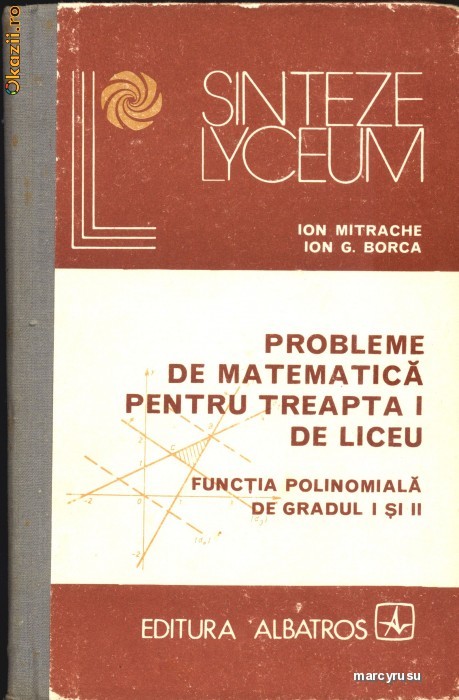 Okazii.ro
SINTEZE
LYCEUM
ION MITRACHE
ION G. BORCA
PROBLEME
DE MATEMATICĂ
PENTRU TREAPTA I
DE LICEU
FUNCȚIA POLINOMIALĂ
DE GRADUL I ȘI II
EDITURA ALBATROS
marcyrusu